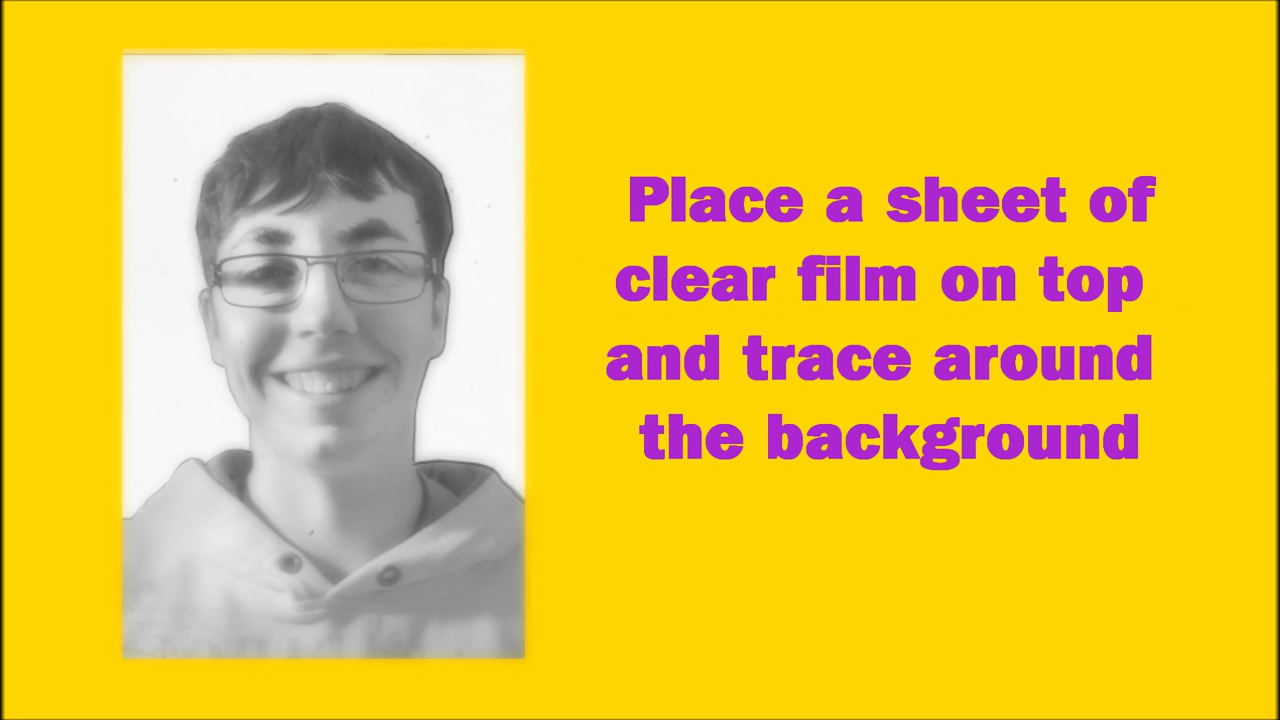 Place a sheet of
clear film on top
and trace around
the background